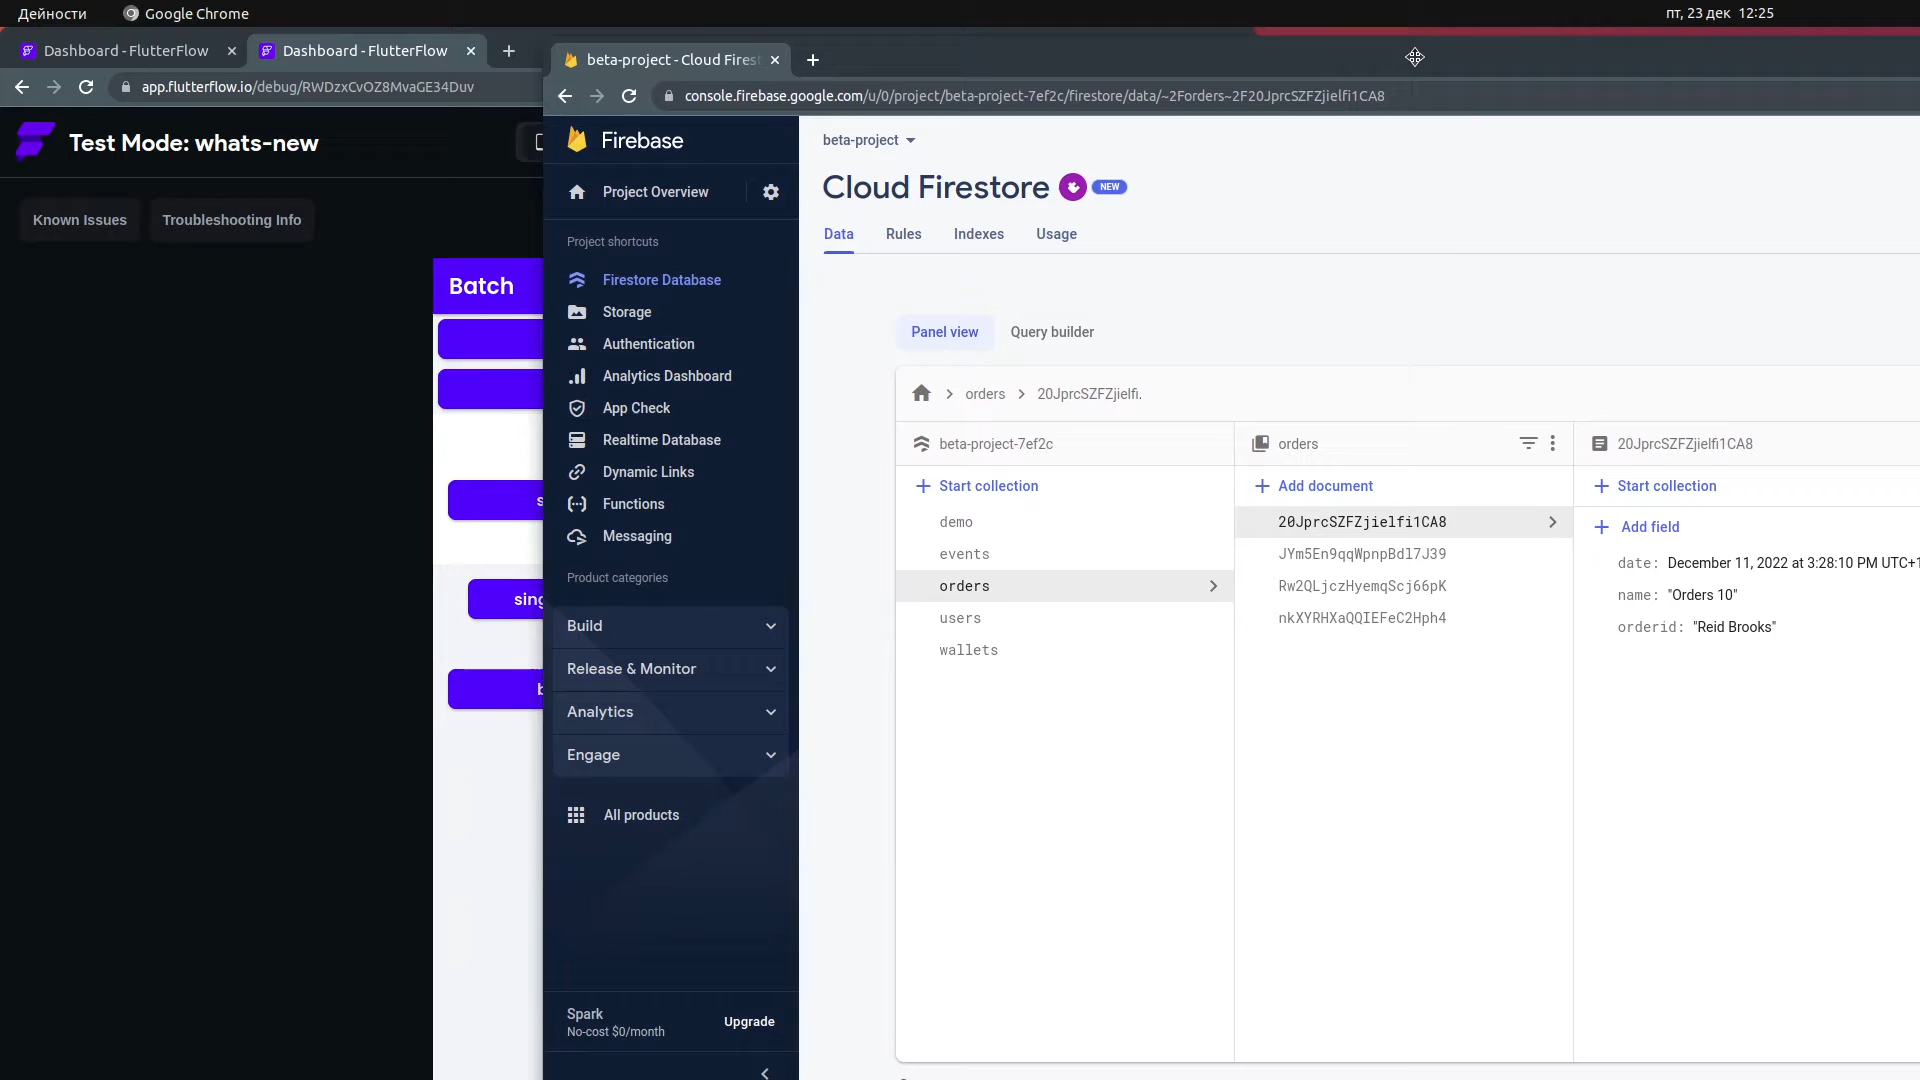 Дейности
Google Chrome
пт, 23 дек 12:25
Dashboard - FlutterFlow
Dashboard - FlutterFlow
app.flutterflow.io/debug/RWDzxCvOZ8MvaGE34Duv
Test Mode: whats-new
Known Issues
Troubleshooting Info
Batch
s
sing
b
beta-project - Cloud Fires
console.firebase.google.com/u/0/project/beta-project-7ef2c/firestore/data/~2Forders~2F20JprcSZFZjielfi1CA8
Firebase
Project Overview
Project shortcuts
Firestore Database
Storage
Authentication
Analytics Dashboard
App Check
Realtime Database
Dynamic Links
Functions
Messaging
Product categories
Build
Release & Monitor
Analytics
Engage
All products
Spark
No-cost $0/month
Upgrade
beta-project
Cloud Firestore
NEW
Data
Rules
Indexes
Usage
Panel view
Query builder
orders
20JprcSZFZjielfi.
beta-project-7ef2c
Start collection
demo
events
orders
users
wallets
orders
Add document
20JprcSZFZjielfi1CA8
JYm5En9qqWpnpBdl7J39
Rw2QLjczHyemqScj66pK
nkXYRHXaQQIEFeC2Hph4
20JprcSZFZjielfi1CA8
Start collection
Add field
date: December 11, 2022 at 3:28:10 PM UTC+1
name: "Orders 10"
orderid: "Reid Brooks"